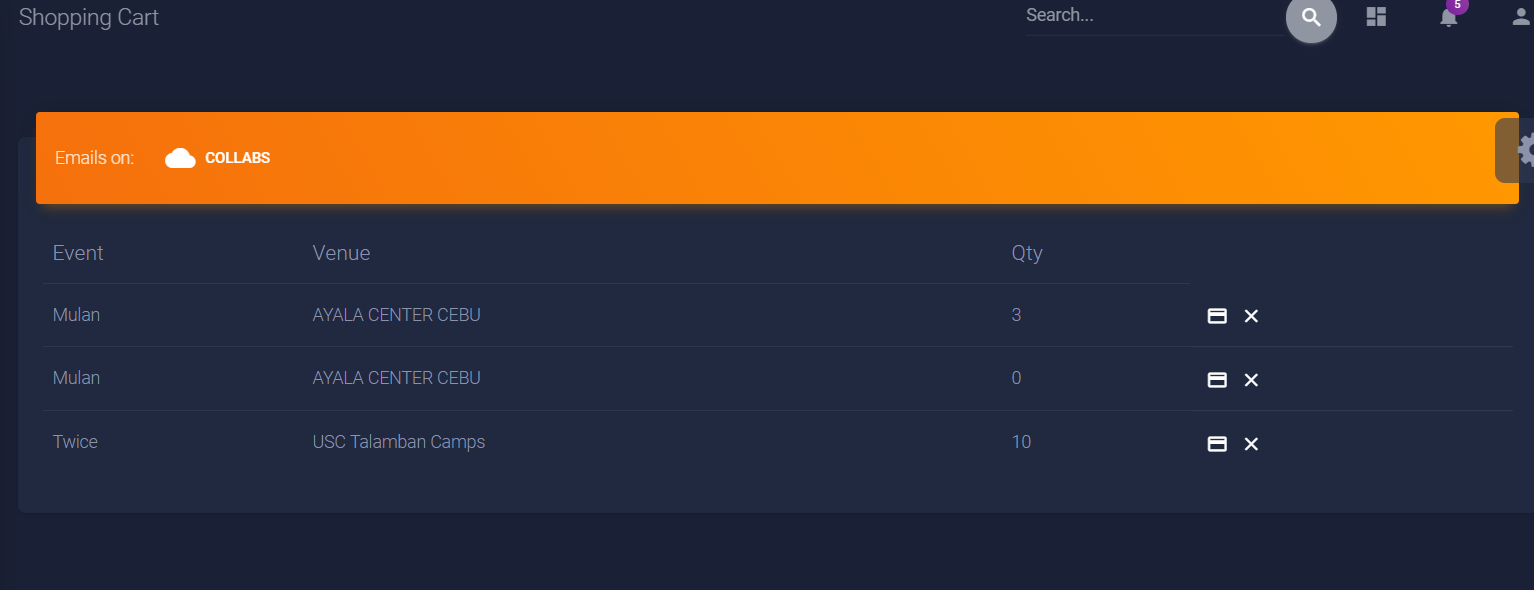 Shopping Cart
Search...
5
Emails on:
COLLABS
Event Venue Qty
Mulan AYALA CENTER CEBU 3
Mulan AYALA CENTER CEBU 0
Twice USC Talamban Camps 10